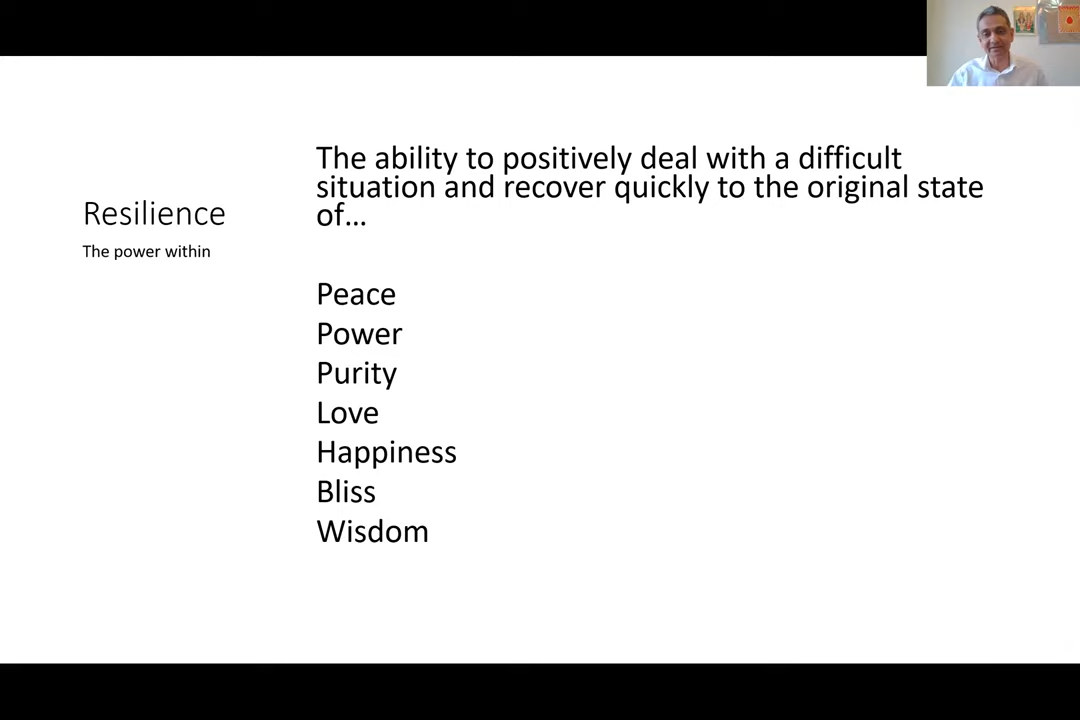 Resilience
The power within
The ability to positively deal with a difficult
situation and recover quickly to the original state
of...
Peace
Power
Purity
Love
Happiness
Bliss
Wisdom